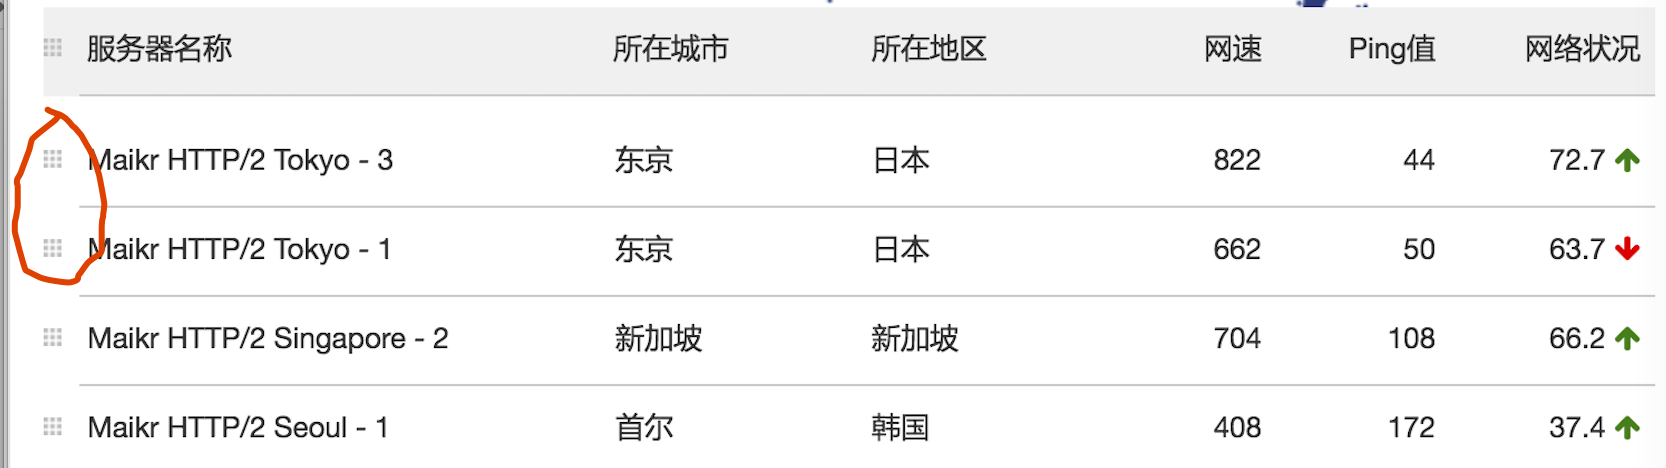 服务器名称 所在城市 所在地区 网速 Ping值 网络状况
Maikr HTTP/2 Tokyo - 3 东京 日本 822 44 72.7
Maikr HTTP/2 Tokyo - 1 东京 日本 662 50 63.7
Maikr HTTP/2 Singapore - 2 新加坡 新加坡 704 108 66.2
Maikr HTTP/2 Seoul - 1 首尔 韩国 408 172 37.4